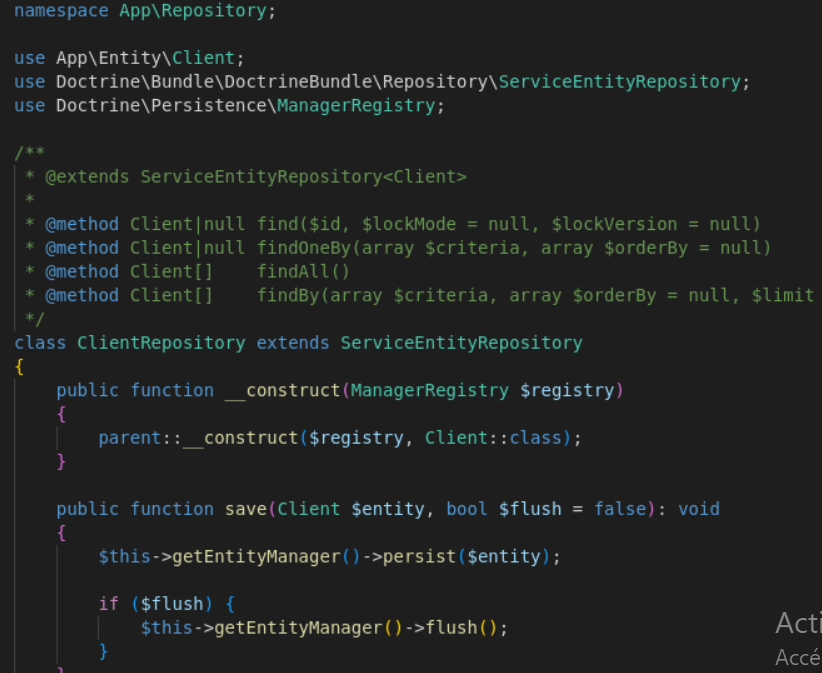 namespace App\Repository;

use App\Entity\Client;
use Doctrine\Bundle\DoctrineBundle\Repository\ServiceEntityRepository;
use Doctrine\Persistence\ManagerRegistry;

/**
 * @extends ServiceEntityRepository<Client>
 *
 * @method Client|null find($id, $lockMode = null, $lockVersion = null)
 * @method Client|null findOneBy(array $criteria, array $orderBy = null)
 * @method Client[]    findAll()
 * @method Client[]    findBy(array $criteria, array $orderBy = null, $limit
 */
class ClientRepository extends ServiceEntityRepository
{
    public function __construct(ManagerRegistry $registry)
    {
        parent::__construct($registry, Client::class);
    }

    public function save(Client $entity, bool $flush = false): void
    {
        $this->getEntityManager()->persist($entity);

        if ($flush) {
            $this->getEntityManager()->flush();
        }
    }
Acti
Accé